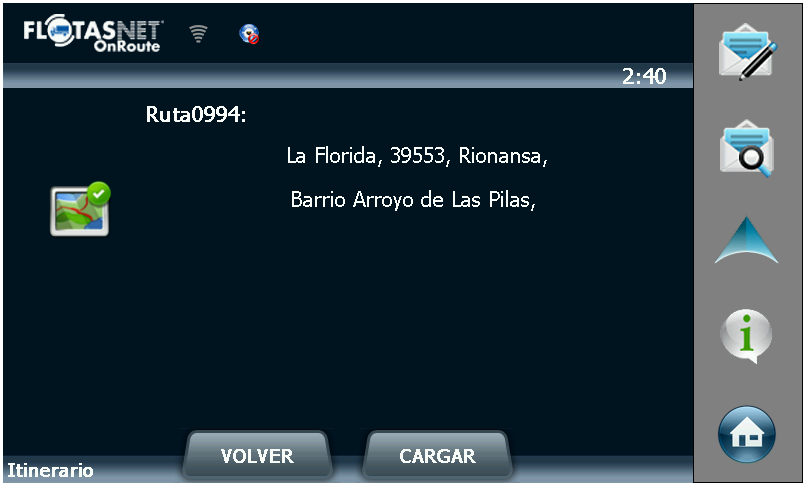 FLOTASNET
OnRoute
2:40
Ruta0994:
La Florida, 39553, Rionansa,
Barrio Arroyo de Las Pilas,
VOLVER
CARGAR
Itinerario